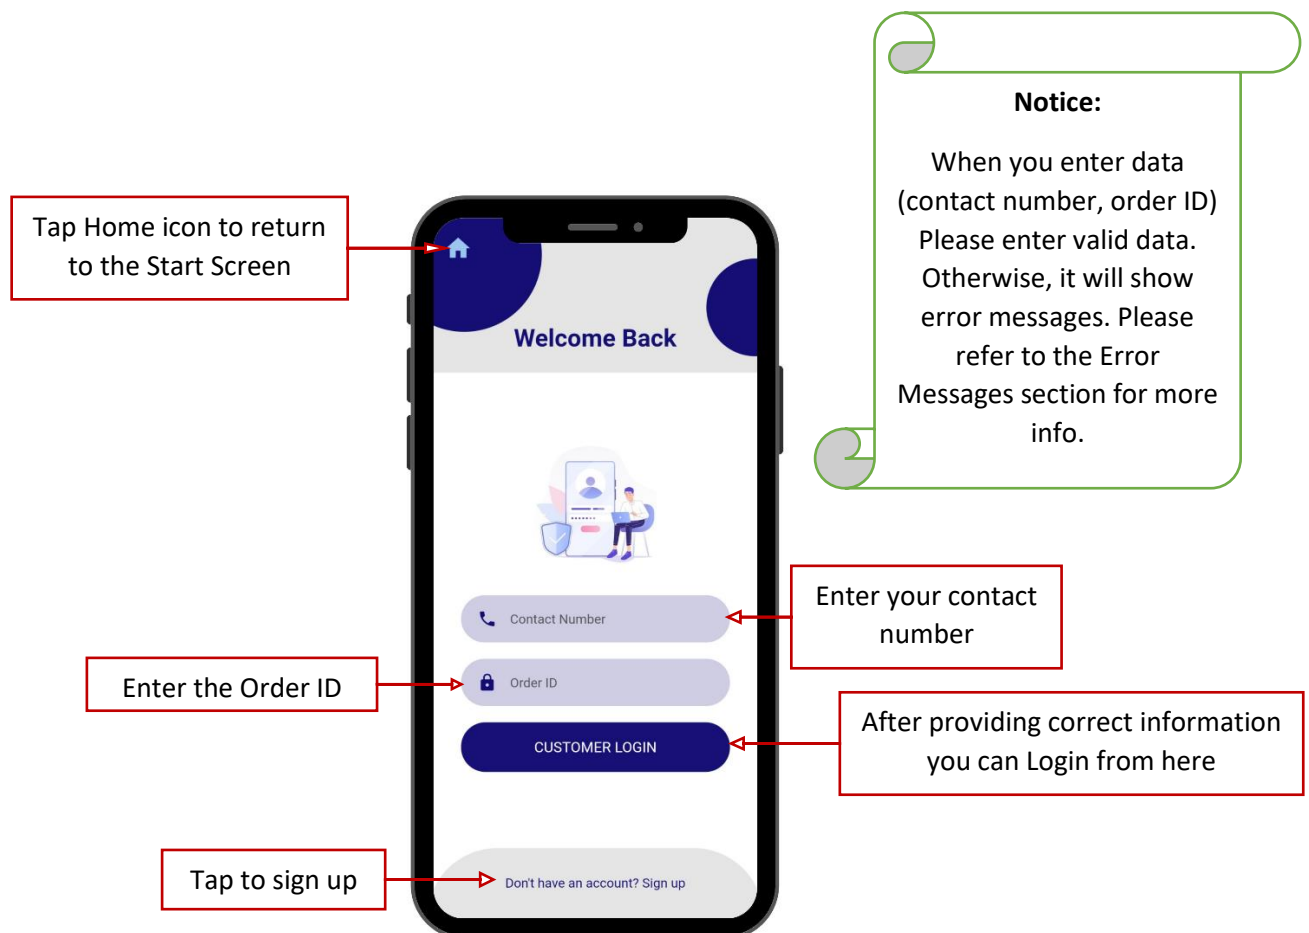 Notice:
When you enter data
(contact number, order ID)
Please enter valid data.
Otherwise, it will show
error messages. Please
refer to the Error
Messages section for more
info.
Tap Home icon to return
to the Start Screen
Welcome Back
Contact Number
Enter your contact
number
Enter the Order ID
Order ID
CUSTOMER LOGIN
After providing correct information
you can Login from here
Tap to sign up
Don't have an account? Sign up